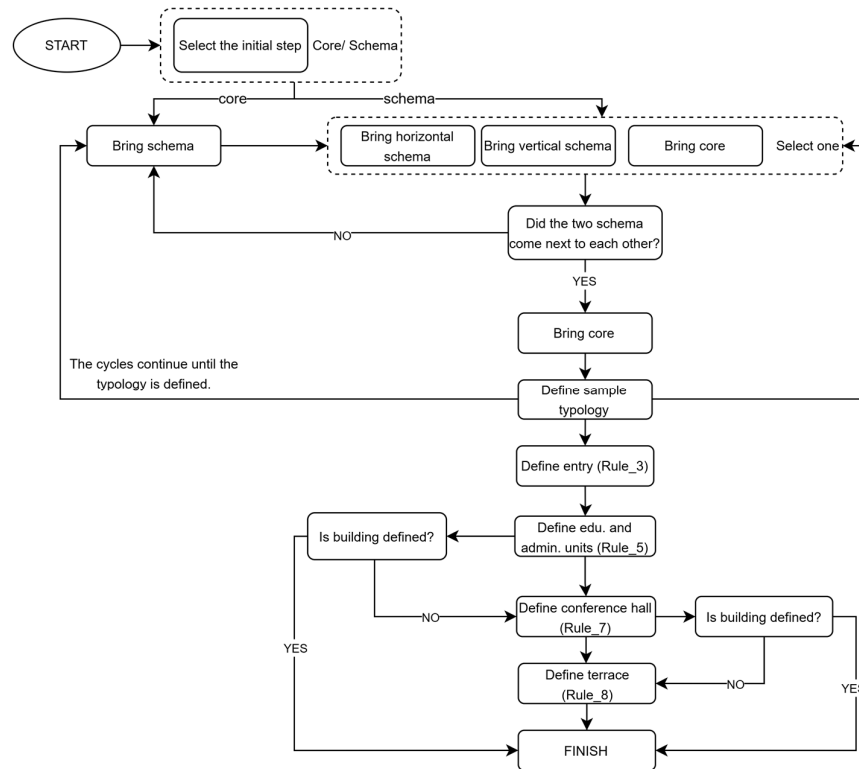 START
Select the initial step
Core/ Schema
core
schema
Bring schema
Bring horizontal
schema
Bring vertical schema
Bring core
Select one
Did the two schema
come next to each other?
NO
YES
Bring core
The cycles continue until the
typology is defined.
Define sample
typology
Define entry (Rule_3)
Is building defined?
Define edu. and
admin. units (Rule_5)
NO
Define conference hall
(Rule_7)
Is building defined?
YES
Define terrace
(Rule_8)
NO
YES
FINISH